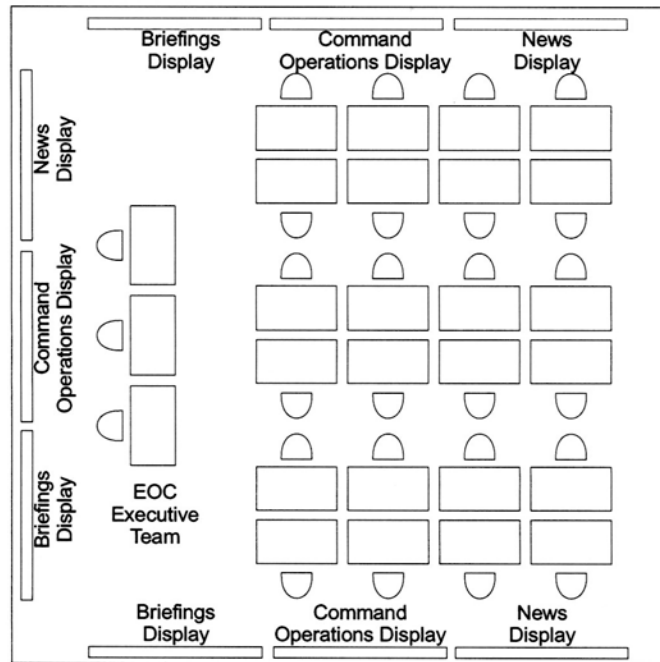 Briefings
Display
Command
Operations Display
News
Display
News
Display
Command
Operations Display
Briefings
Display
EOC
Executive
Team
Briefings
Display
Command
Operations Display
News
Display